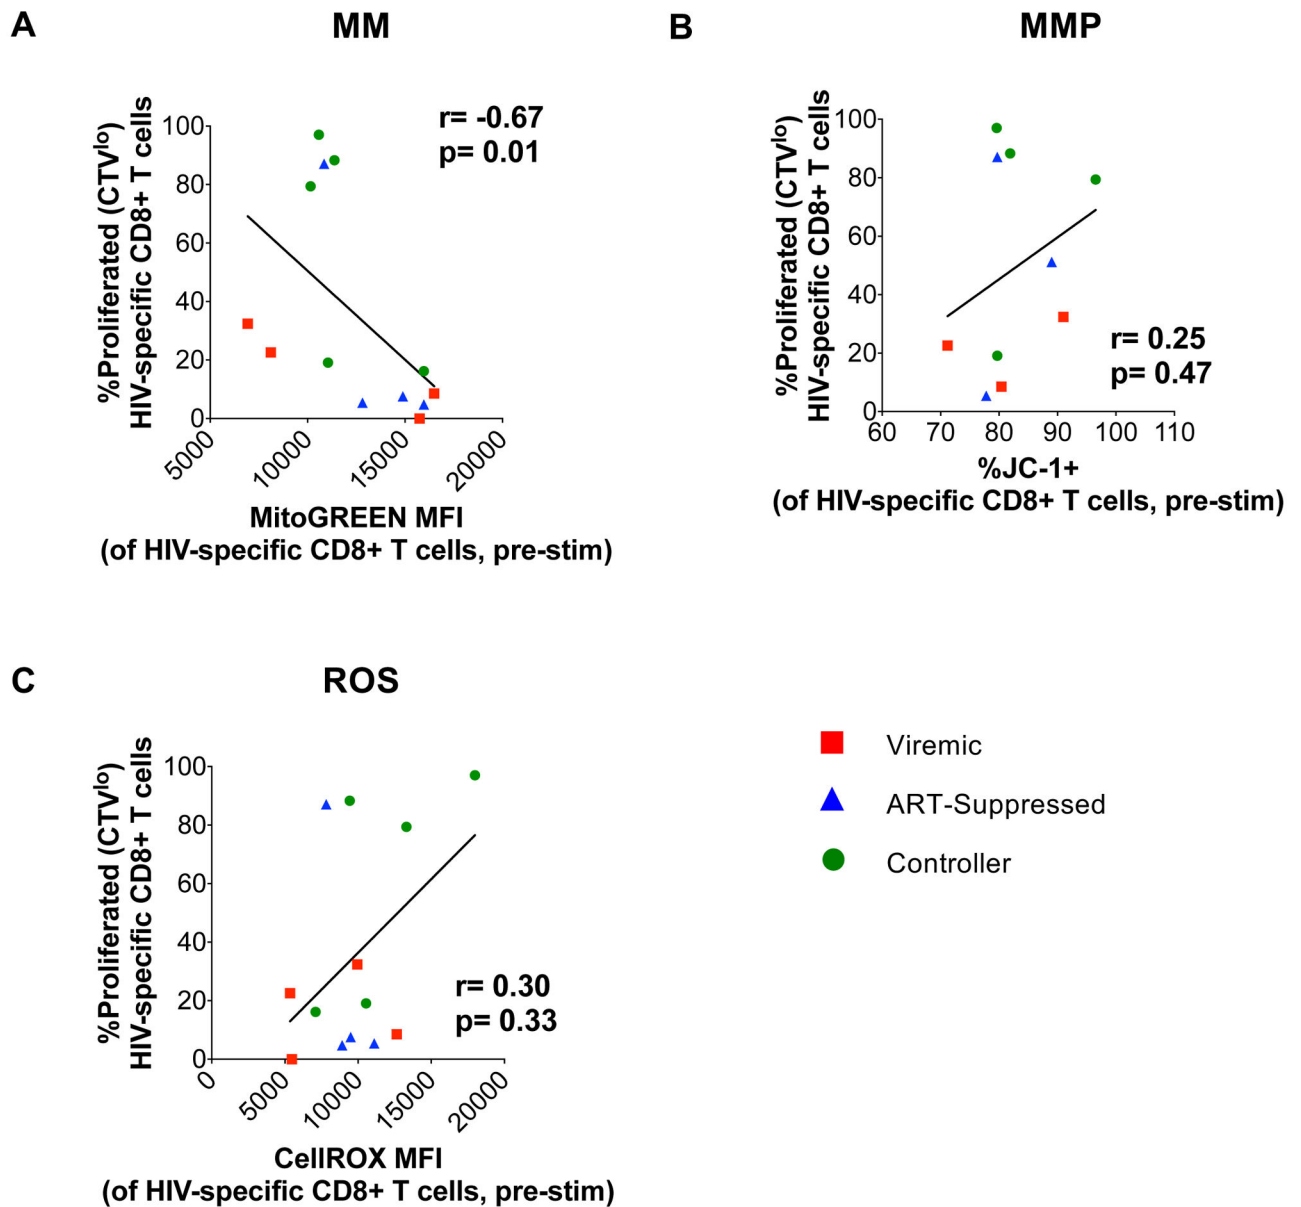 A
MM
%Proliferated (CTVlo)
HIV-specific CD8+ T cells
100
80
60
40
20
0
r= -0.67
p= 0.01
5000
10000
15000
20000
MitoGREEN MFI
(of HIV-specific CD8+ T cells, pre-stim)
B
MMP
%Proliferated (CTVlo)
HIV-specific CD8+ T cells
100
80
60
40
20
0
r= 0.25
p= 0.47
60 70 80 90 100 110
%JC-1+
(of HIV-specific CD8+ T cells, pre-stim)
C
ROS
%Proliferated (CTVlo)
HIV-specific CD8+ T cells
100
80
60
40
20
0
r= 0.30
p= 0.33
0
5000
10000
15000
20000
CellROX MFI
(of HIV-specific CD8+ T cells, pre-stim)
Viremic
ART-Suppressed
Controller